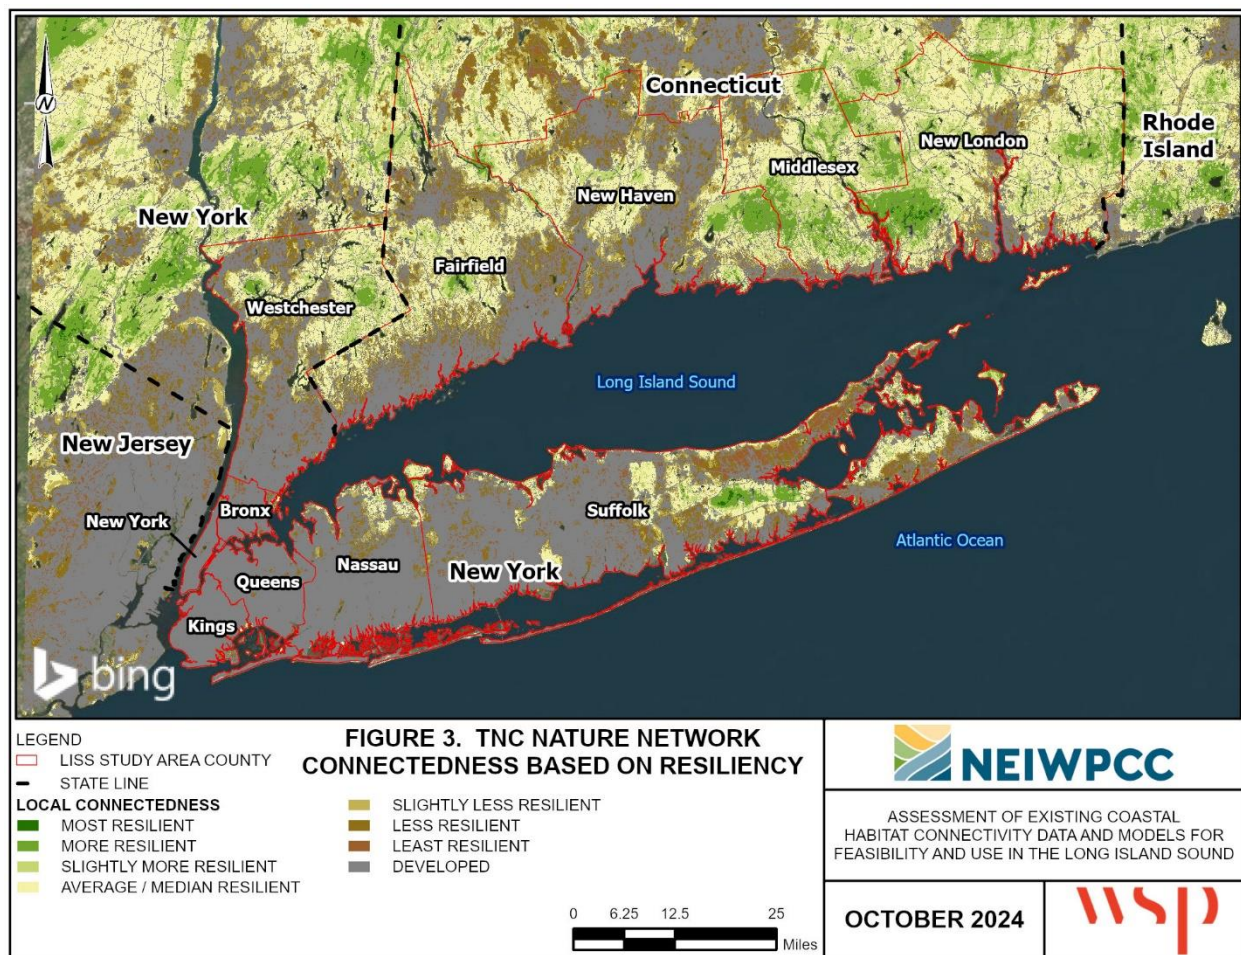 N
Connecticut
Rhode
Island
New London
Middlesex
New Haven
New York
Fairfield
Westchester
Long Island Sound
New Jersey
Bronx
New York
Suffolk
Nassau
New York
Atlantic Ocean
Queens
Kings
bing
LEGEND
LISS STUDY AREA COUNTY
STATE LINE
LOCAL CONNECTEDNESS
MOST RESILIENT
MORE RESILIENT
SLIGHTLY MORE RESILIENT
AVERAGE / MEDIAN RESILIENT
SLIGHTLY LESS RESILIENT
LESS RESILIENT
LEAST RESILIENT
DEVELOPED
FIGURE 3. TNC NATURE NETWORK
CONNECTEDNESS BASED ON RESILIENCY
0 6.25 12.5 25
Miles
NEIWPCC
ASSESSMENT OF EXISTING COASTAL
HABITAT CONNECTIVITY DATA AND MODELS FOR
FEASIBILITY AND USE IN THE LONG ISLAND SOUND
OCTOBER 2024
wsp